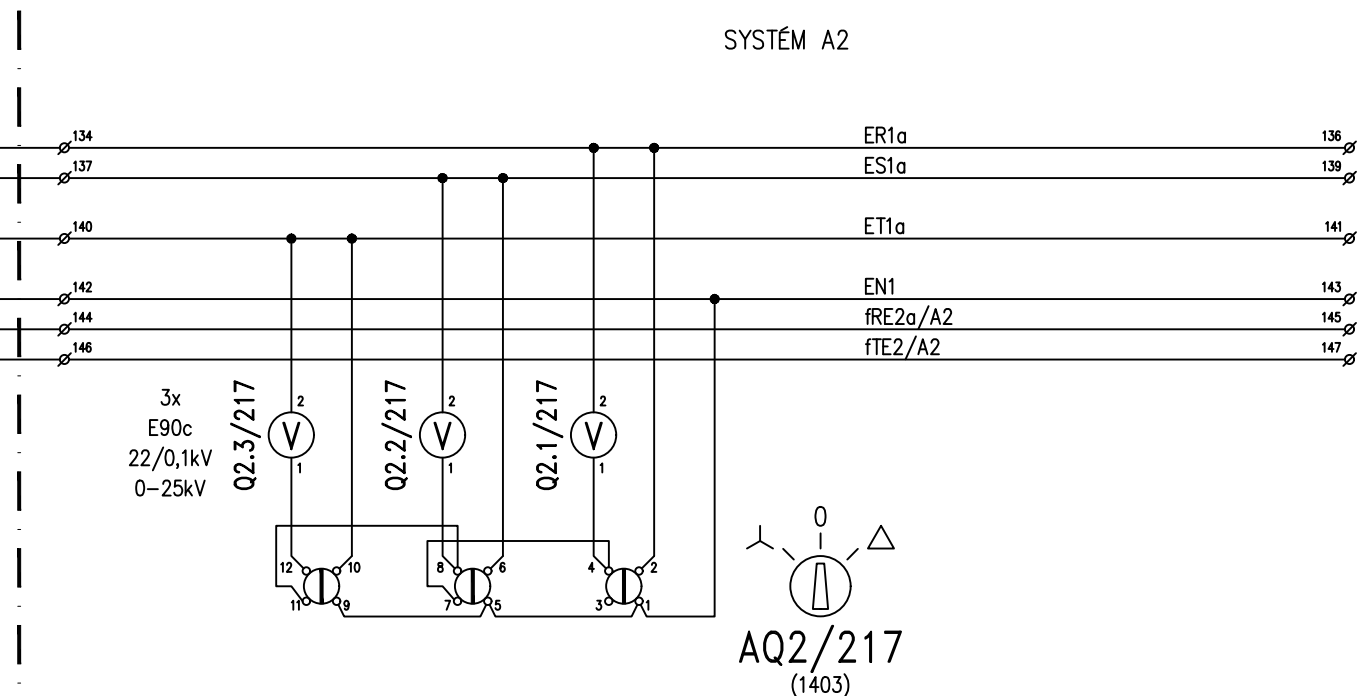 SYSTÉM A2
134 ER1a 136
137 ES1a 139
140 ET1a 141
142 EN1 143
144 fRE2a/A2 145
146 fTE2/A2 147
3x
E90c
22/0,1kV
0-25kV
Q2.3/217
2
V
1
Q2.2/217
2
V
1
Q2.1/217
2
V
1
12 10
11 9
8 6
7 5
4 2
3 1
0
AQ2/217
(1403)